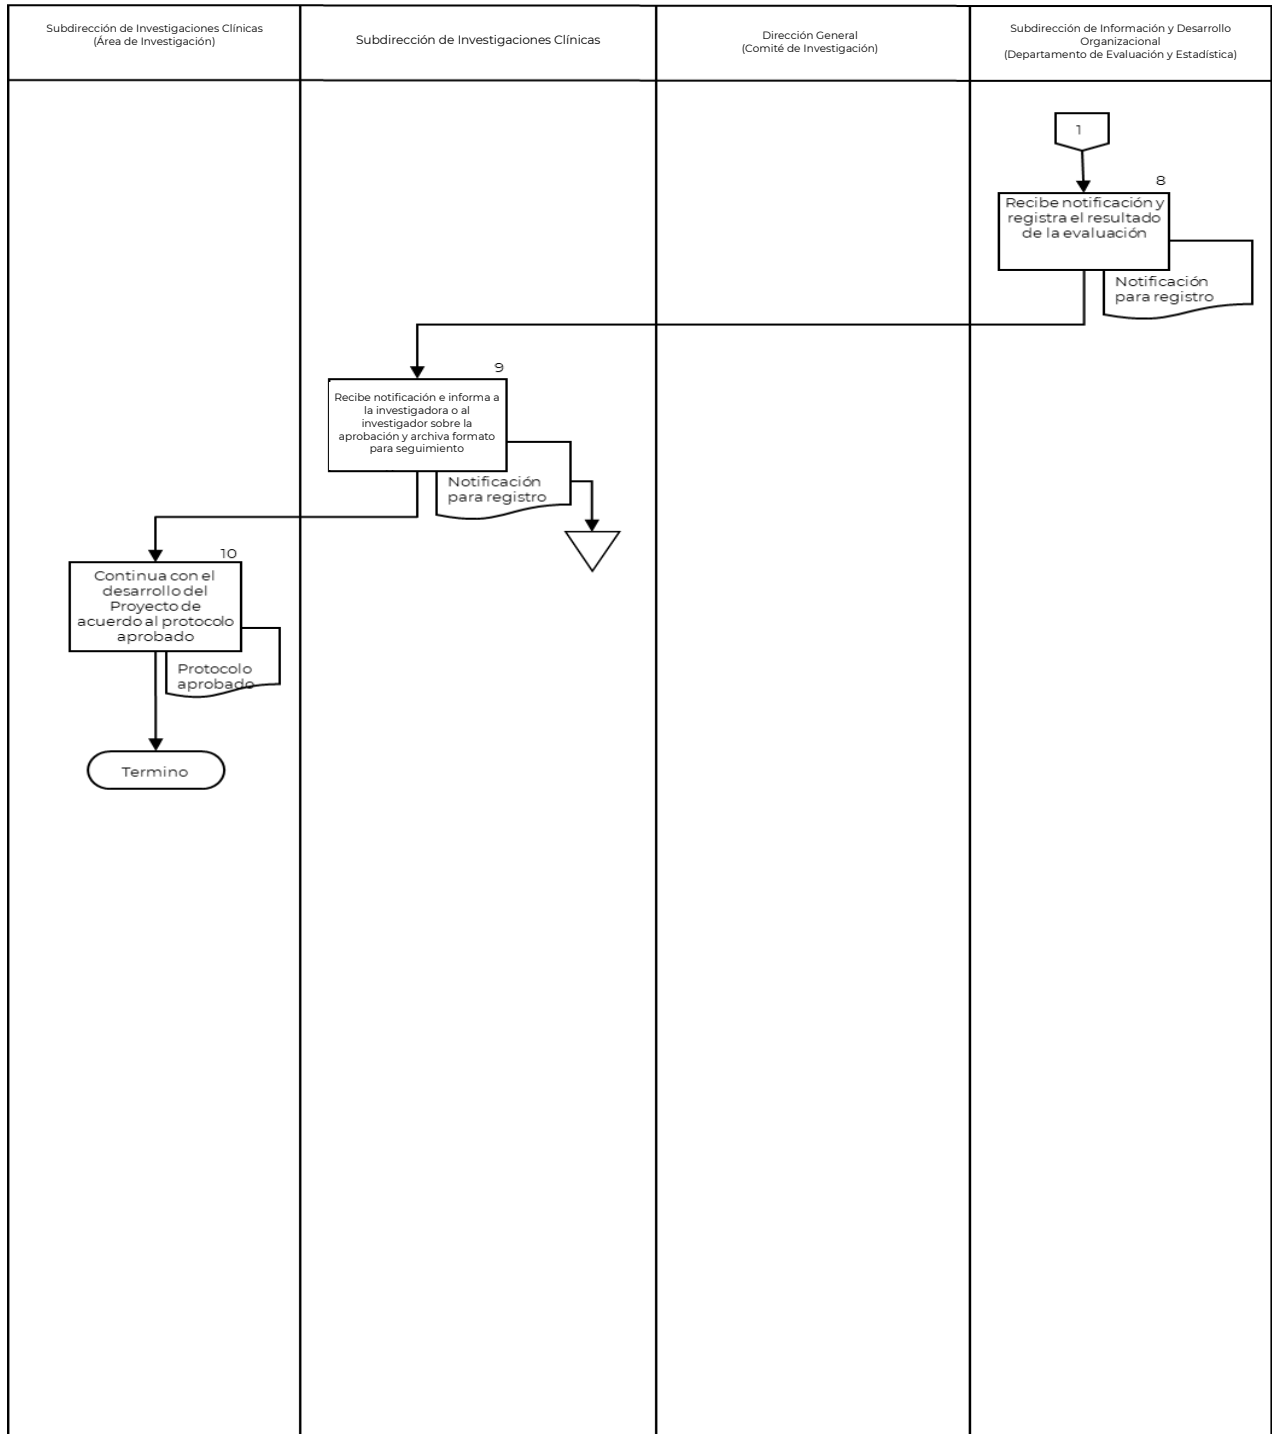 Subdirección de Investigaciones Clínicas
(Área de Investigación)
Subdirección de Investigaciones Clínicas
Dirección General
(Comité de Investigación)
Subdirección de Información y Desarrollo
Organizacional
(Departamento de Evaluación y Estadística)
1
8
Recibe notificación y
registra el resultado
de la evaluación
Notificación
para registro
9
Recibe notificación e informa a
la investigadora o al
investigador sobre la
aprobación y archiva formato
para seguimiento
Notificación
para registro
10
Continua con el
desarrollo del
Proyecto de
acuerdo al protocolo
aprobado
Protocolo
aprobado
Termino